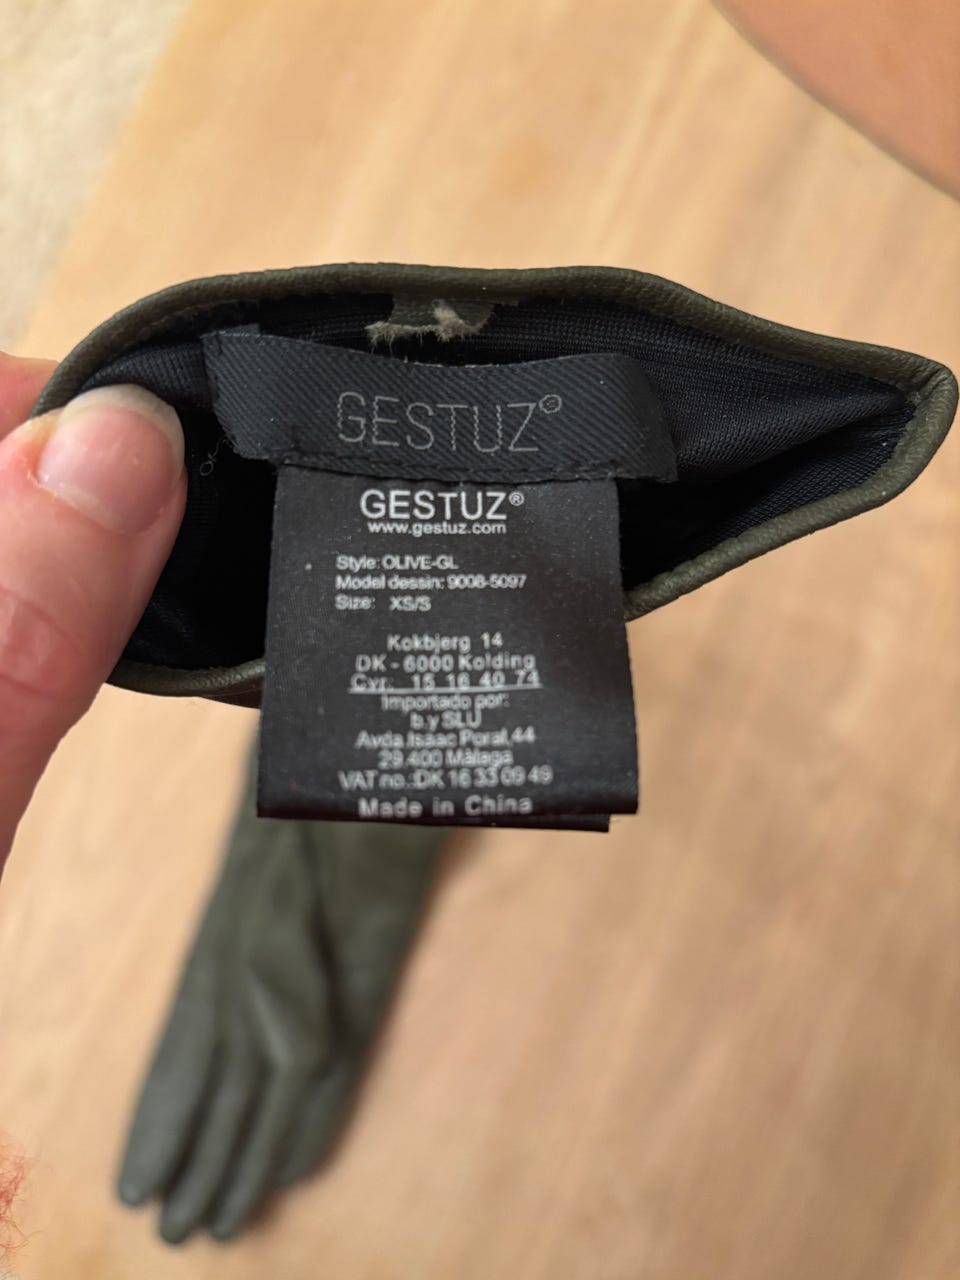 GESTUZ®
GESTUZ®
www.gestuz.com
Style: OLIVE-GL
Model dessin: 9008-5097
Size: XS/S
Kokbjerg 14
DK - 6000 Kolding
Cvr: 15 16 40 74
Importado por:
b.y SLU
Avda.Isaac Poral,44
29.400 Málaga
VAT no.:DK 16 33 09 49
Made in China